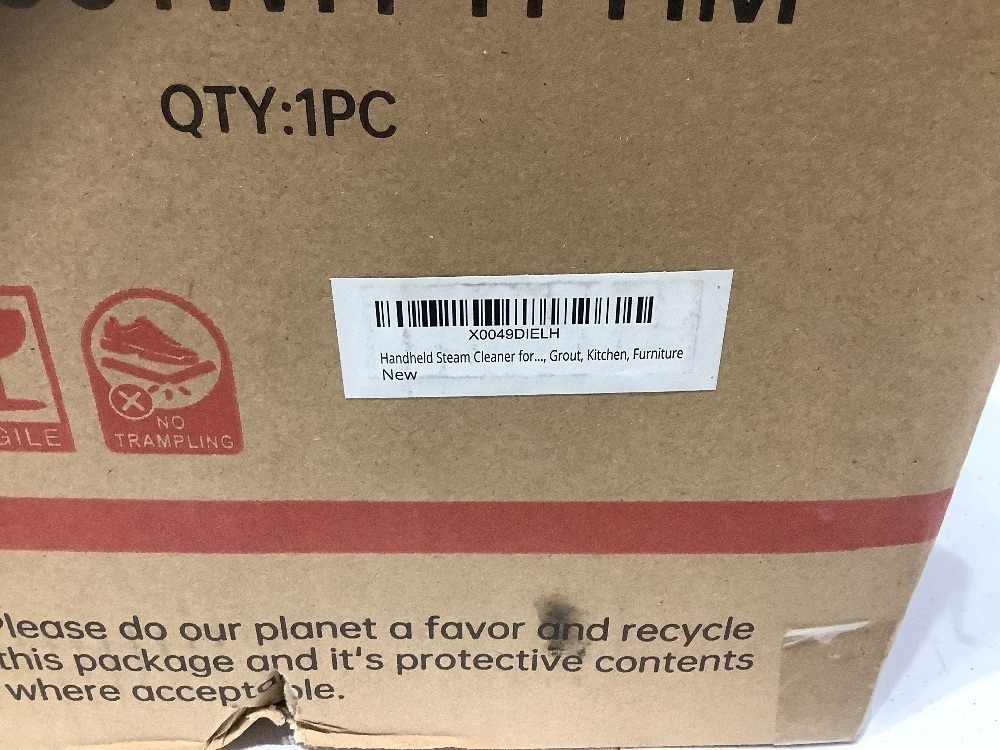 QTY:1PC
X0049DIELH
Handheld Steam Cleaner for..., Grout, Kitchen, Furniture
New
NO
TRAMPLING
Please do our planet a favor and recycle
this package and it's protective contents
where acceptable.